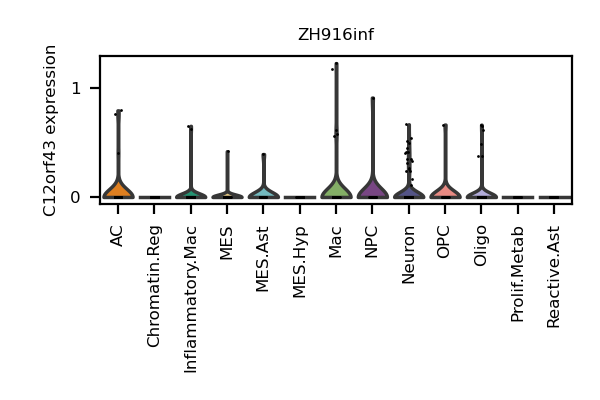 ZH916inf
C12orf43 expression
1
0
AC
Chromatin.Reg
Inflammatory.Mac
MES
MES.Ast
MES.Hyp
Mac
NPC
Neuron
OPC
Oligo
Prolif.Metab
Reactive.Ast